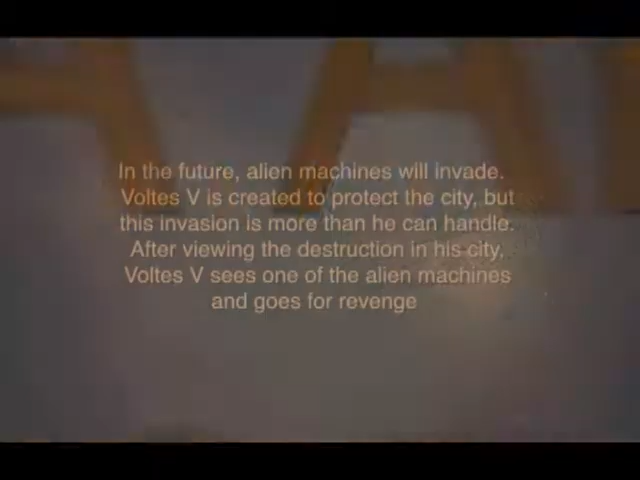 In the future, alien machines will invade.
Voltes V is created to protect the city, but
this invasion is more than he can handle.
After viewing the destruction in his city,
Voltes V sees one of the alien machines
and goes for revenge